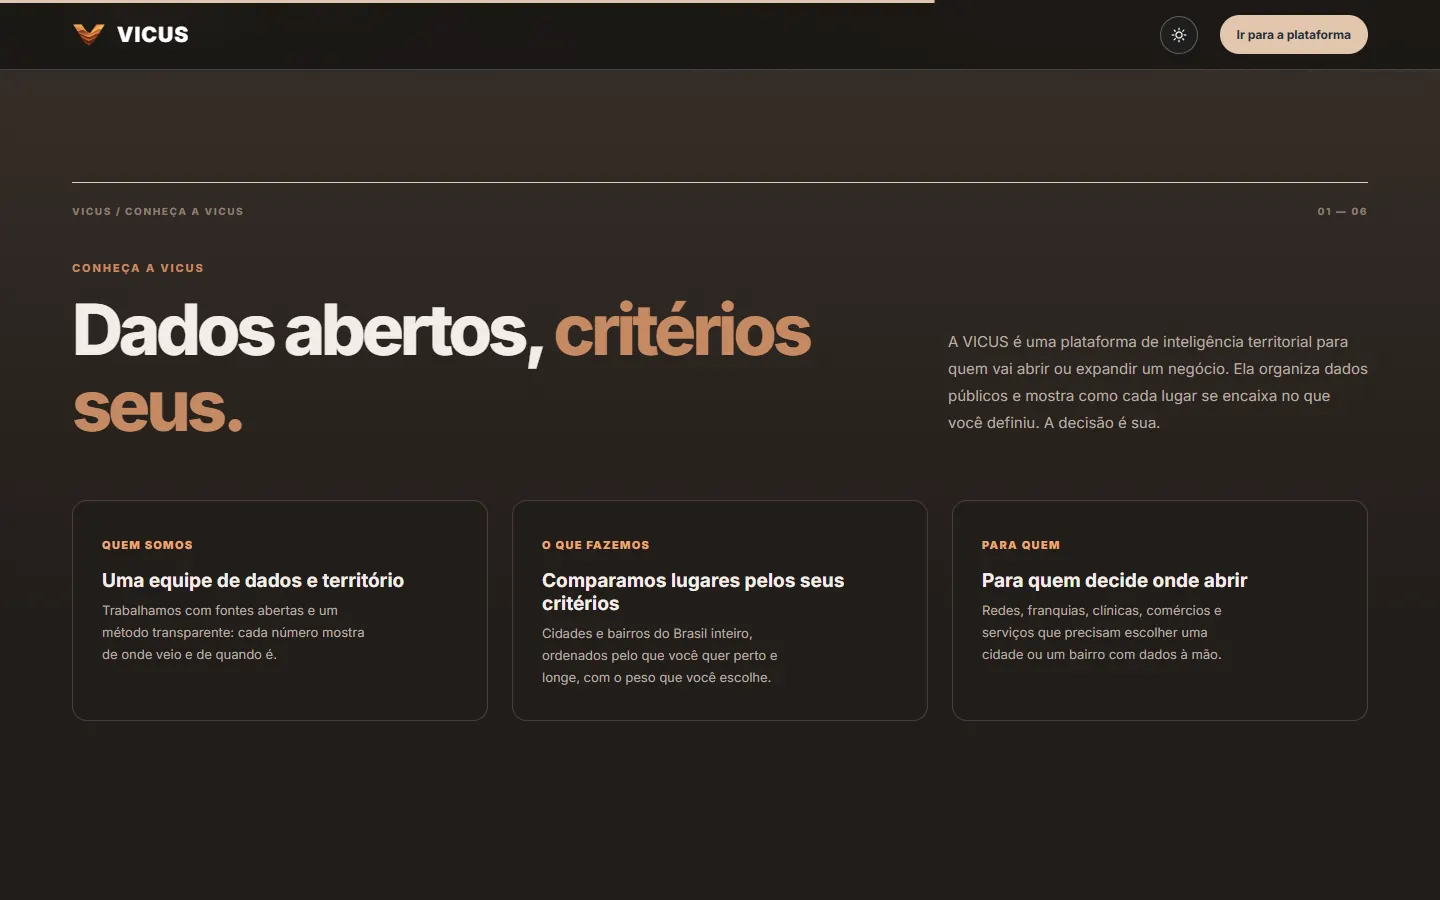 VICUS
Ir para a plataforma
VICUS / CONHEÇA A VICUS
01 — 06
CONHEÇA A VICUS
Dados abertos, critérios
seus.
A VICUS é uma plataforma de inteligência territorial para
quem vai abrir ou expandir um negócio. Ela organiza dados
públicos e mostra como cada lugar se encaixa no que
você definiu. A decisão é sua.
QUEM SOMOS
Uma equipe de dados e território
Trabalhamos com fontes abertas e um
método transparente: cada número mostra
de onde veio e de quando é.
O QUE FAZEMOS
Comparamos lugares pelos seus
critérios
Cidades e bairros do Brasil inteiro,
ordenados pelo que você quer perto e
longe, com o peso que você escolhe.
PARA QUEM
Para quem decide onde abrir
Redes, franquias, clínicas, comércios e
serviços que precisam escolher uma
cidade ou um bairro com dados à mão.